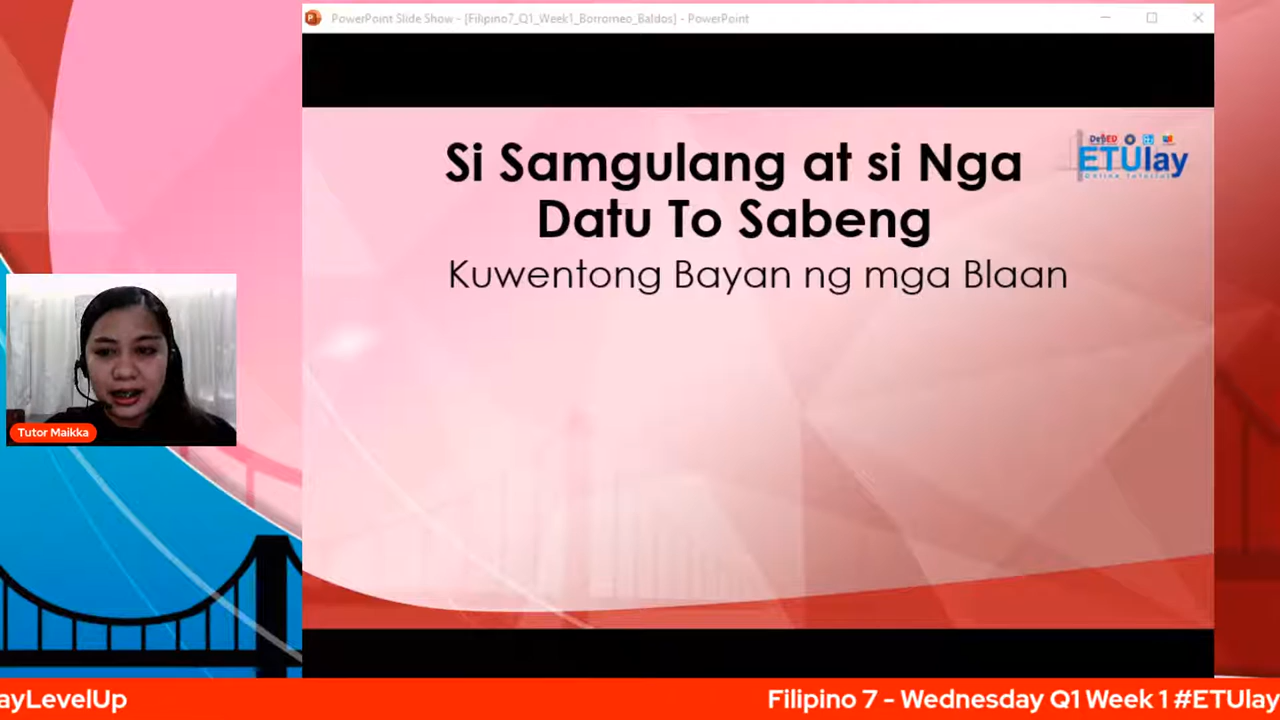 PowerPoint Slide Show - [Filipino7_Q1_Week1_Borromeo_Baldos] - PowerPoint
Si Samgulang at si Nga
Datu To Sabeng
Kuwentong Bayan ng mga Blaan
DepED
ETUlay
Online Tutorial
Tutor Maikka
ayLevelUp
Filipino 7 - Wednesday Q1 Week 1 #ETUlay